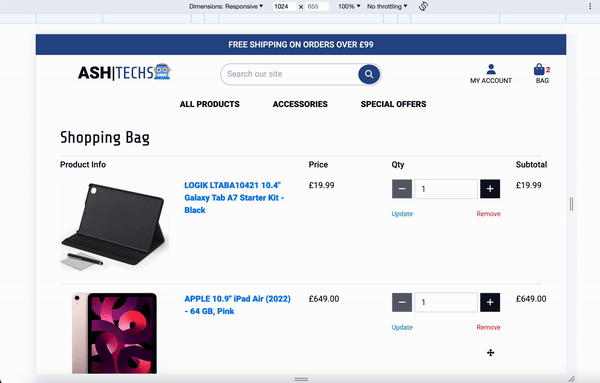 Dimensions: Responsive ▾ 1024 × 655 100% ▾ No throttling ▾
FREE SHIPPING ON ORDERS OVER £99
ASH|TECHS
Search our site
MY ACCOUNT
2
BAG
ALL PRODUCTS ACCESSORIES SPECIAL OFFERS
Shopping Bag
Product Info Price Qty Subtotal
LOGIK LTABA10421 10.4" £19.99 − 1 + £19.99
Galaxy Tab A7 Starter Kit -
Black
Update Remove
APPLE 10.9" iPad Air (2022) £649.00 − 1 + £649.00
- 64 GB, Pink
Update Remove